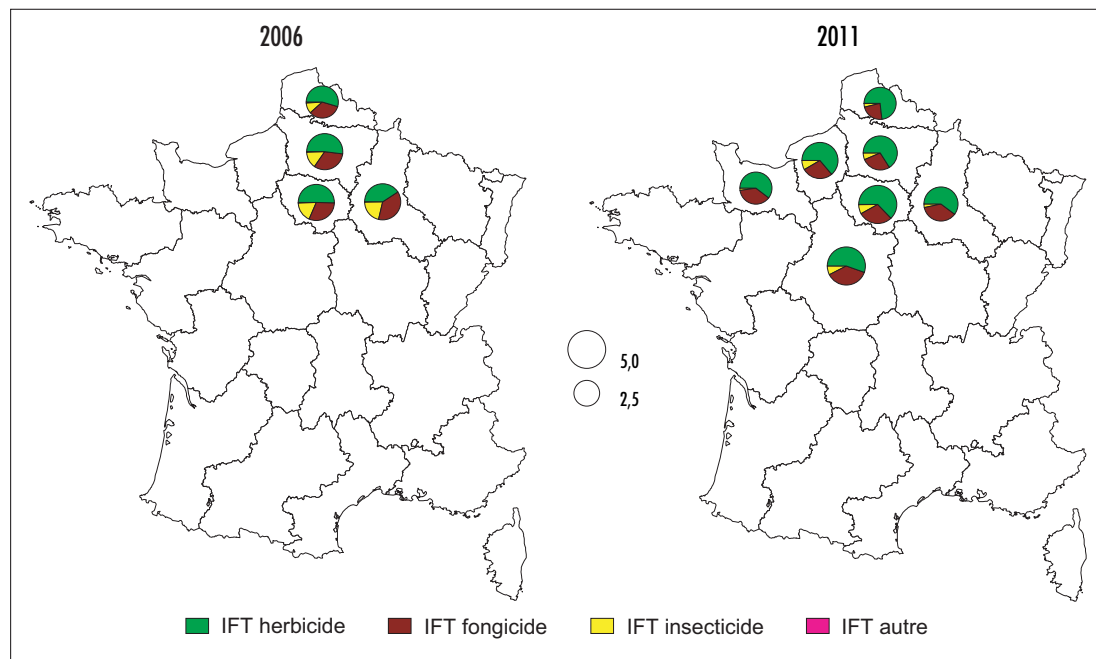 2006
2011
5,0
2,5
IFT herbicide
IFT fongicide
IFT insecticide
IFT autre